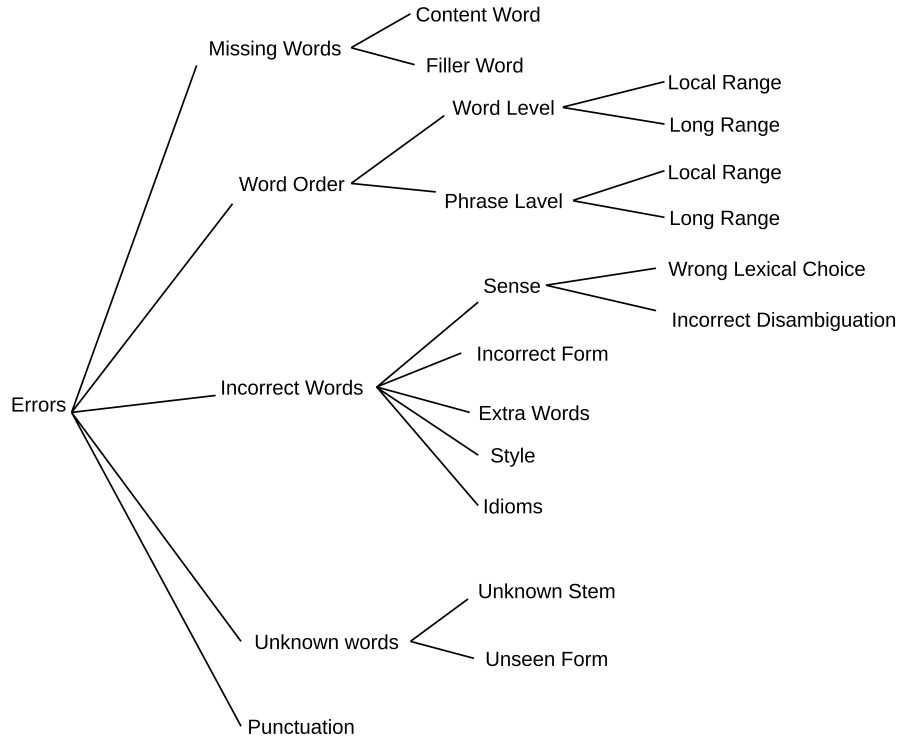 Errors
Missing Words
Content Word
Filler Word
Word Order
Word Level
Local Range
Long Range
Phrase Lavel
Local Range
Long Range
Incorrect Words
Sense
Wrong Lexical Choice
Incorrect Disambiguation
Incorrect Form
Extra Words
Style
Idioms
Unknown words
Unknown Stem
Unseen Form
Punctuation